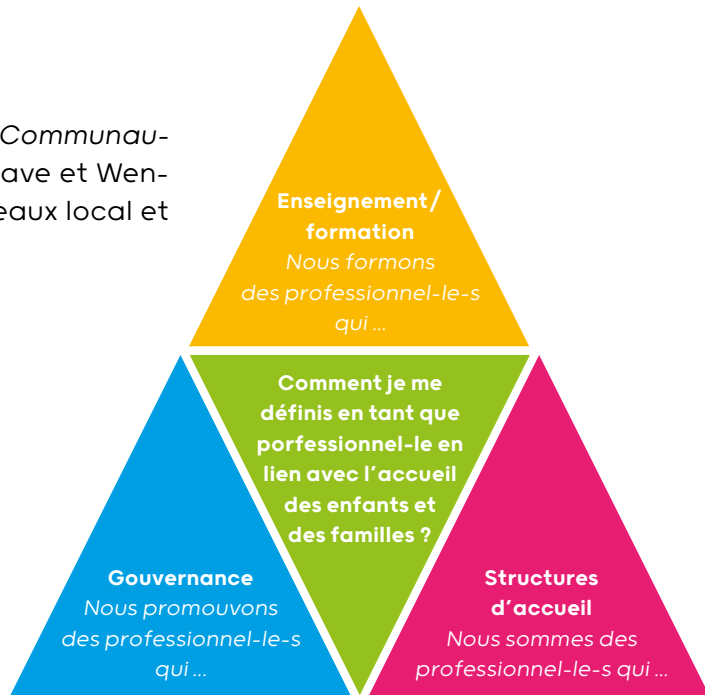 Communau-
ave et Wen-
eaux local et
Enseignement/
formation
Nous formons
des professionnel-le-s
qui ...
Comment je me
définis en tant que
porfessionnel-le en
lien avec l'accueil
des enfants et
des familles ?
Gouvernance
Nous promouvons
des professionnel-le-s
qui ...
Structures
d'accueil
Nous sommes des
professionnel-le-s qui ...